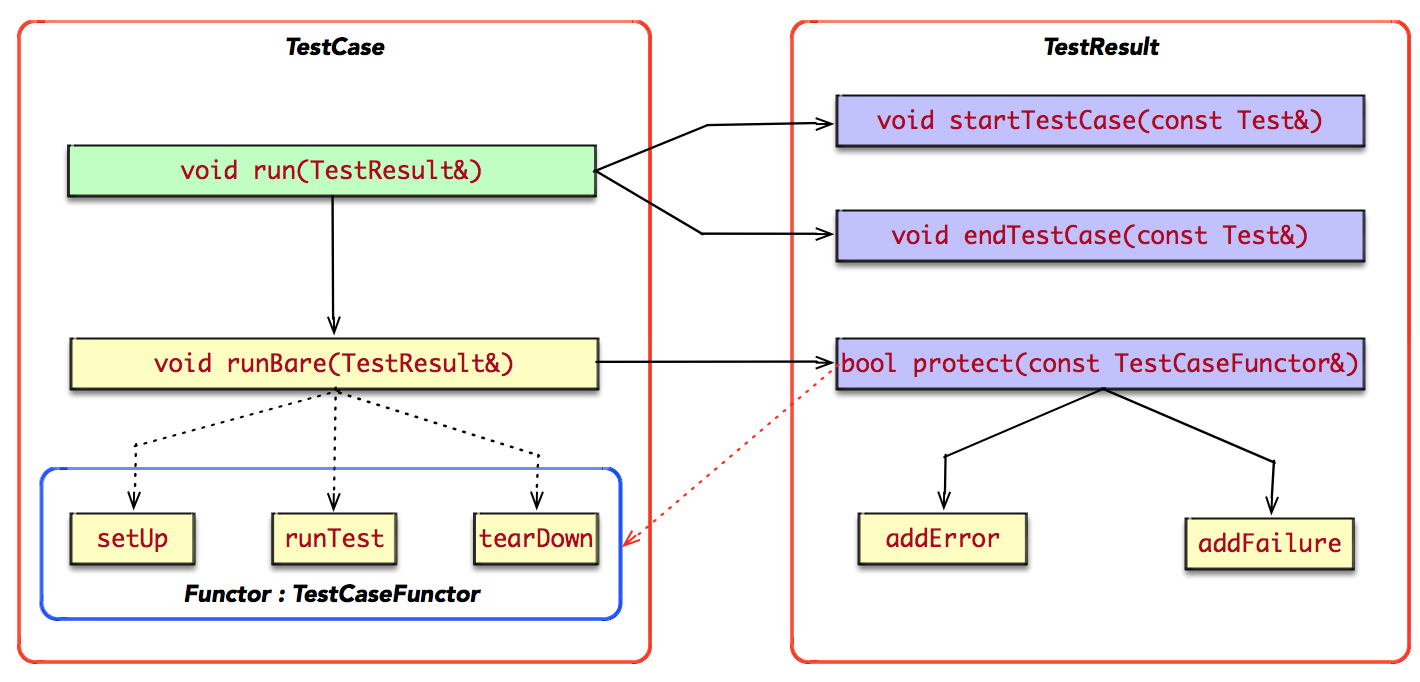 TestCase
void run(TestResult&)
void runBare(TestResult&)
setUp
runTest
tearDown
Functor : TestCaseFunctor
TestResult
void startTestCase(const Test&)
void endTestCase(const Test&)
bool protect(const TestCaseFunctor&)
addError
addFailure